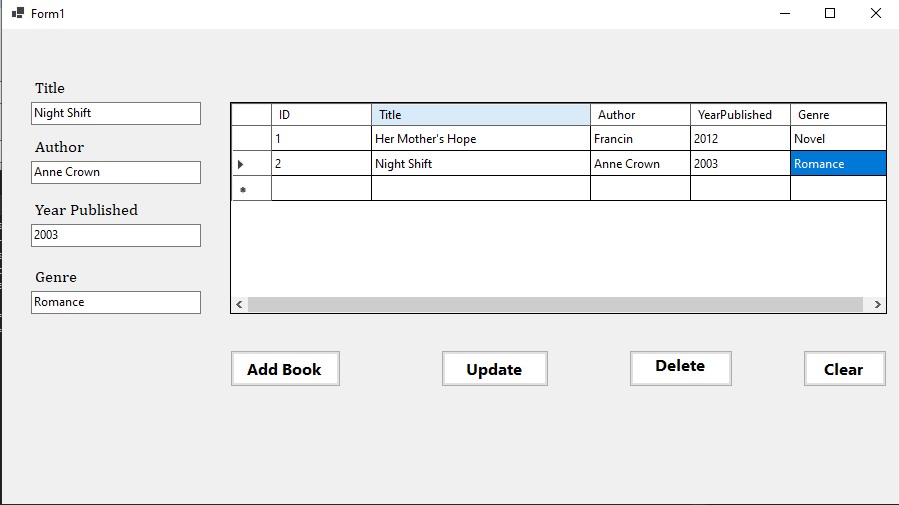 Form1
Title
Night Shift
Author
Anne Crown
Year Published
2003
Genre
Romance
ID Title Author YearPublished Genre
1 Her Mother's Hope Francin 2012 Novel
2 Night Shift Anne Crown 2003 Romance
Add Book Update Delete Clear